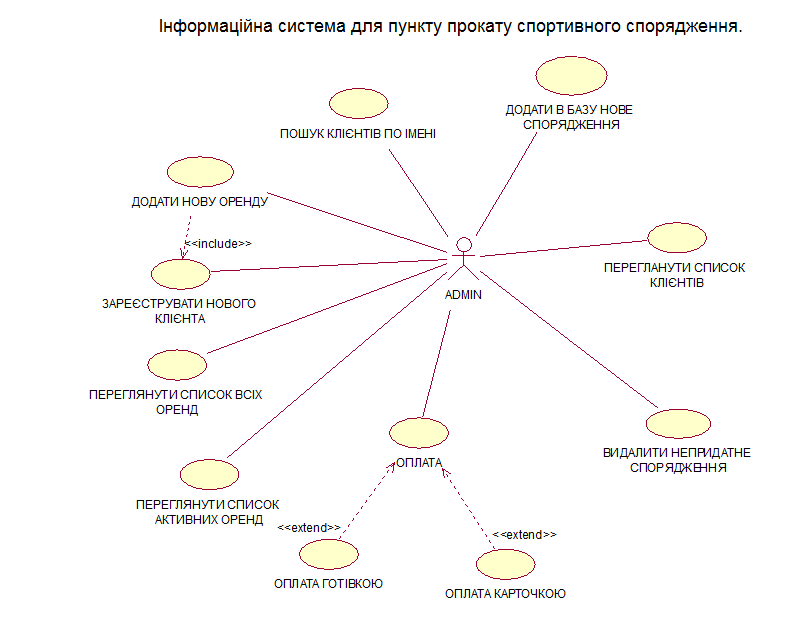 Інформаційна система для пункту прокату спортивного спорядження.
ДОДАТИ В БАЗУ НОВЕ
СПОРЯДЖЕННЯ
ПОШУК КЛІЄНТІВ ПО ІМЕНІ
ДОДАТИ НОВУ ОРЕНДУ
<<include>>
ПЕРЕГЛАНУТИ СПИСОК
КЛІЄНТІВ
ADMIN
ЗАРЕЄСТРУВАТИ НОВОГО
КЛІЄНТА
ПЕРЕГЛЯНУТИ СПИСОК ВСІХ
ОРЕНД
ВИДАЛИТИ НЕПРИДАТНЕ
СПОРЯДЖЕННЯ
ОПЛАТА
ПЕРЕГЛЯНУТИ СПИСОК
АКТИВНИХ ОРЕНД
<<extend>>
<<extend>>
ОПЛАТА ГОТІВКОЮ
ОПЛАТА КАРТОЧКОЮ